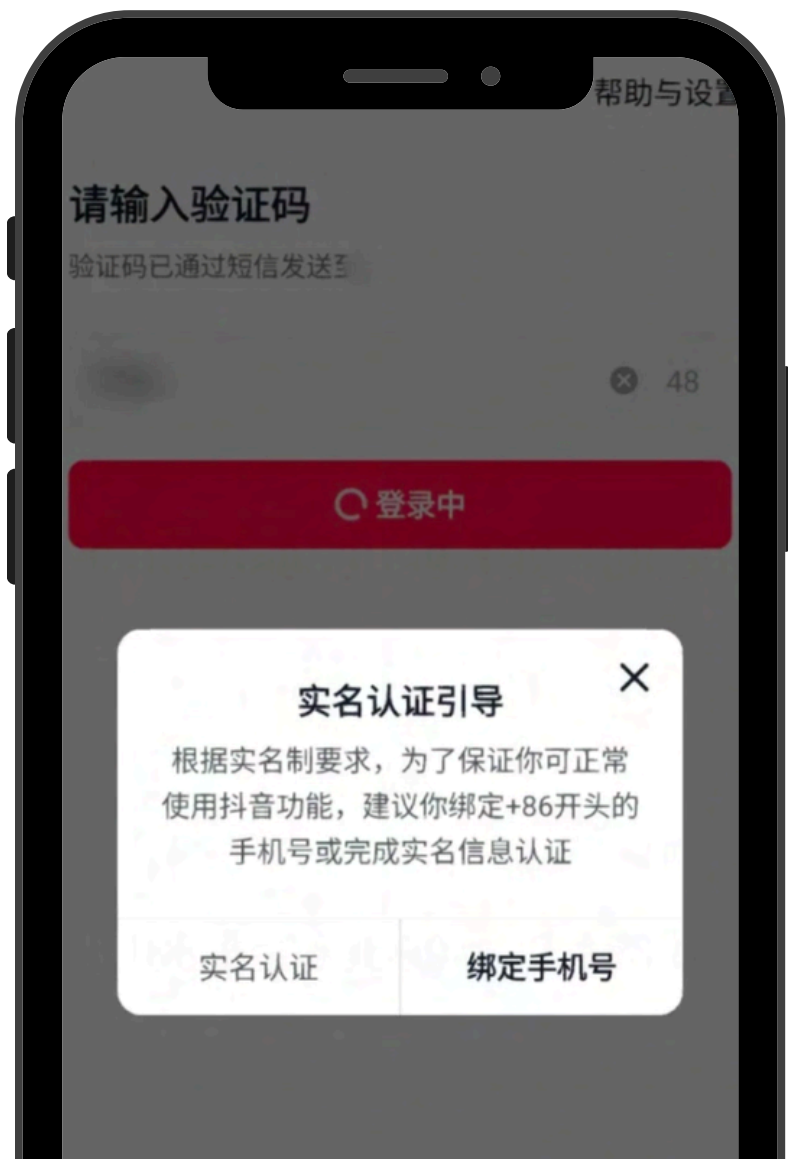 帮助与设置
请输入验证码
验证码已通过短信发送至
48
登录中
实名认证引导
根据实名制要求，为了保证你可正常
使用抖音功能，建议你绑定+86开头的
手机号或完成实名信息认证
实名认证
绑定手机号